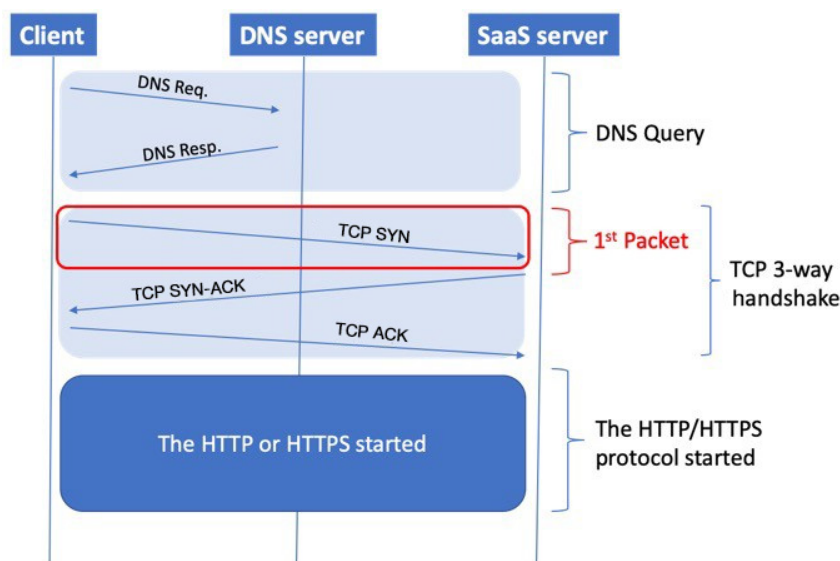 Client
DNS server
SaaS server
DNS Req.
DNS Resp.
DNS Query
TCP SYN
1st Packet
TCP SYN-ACK
TCP ACK
TCP 3-way
handshake
The HTTP or HTTPS started
The HTTP/HTTPS
protocol started